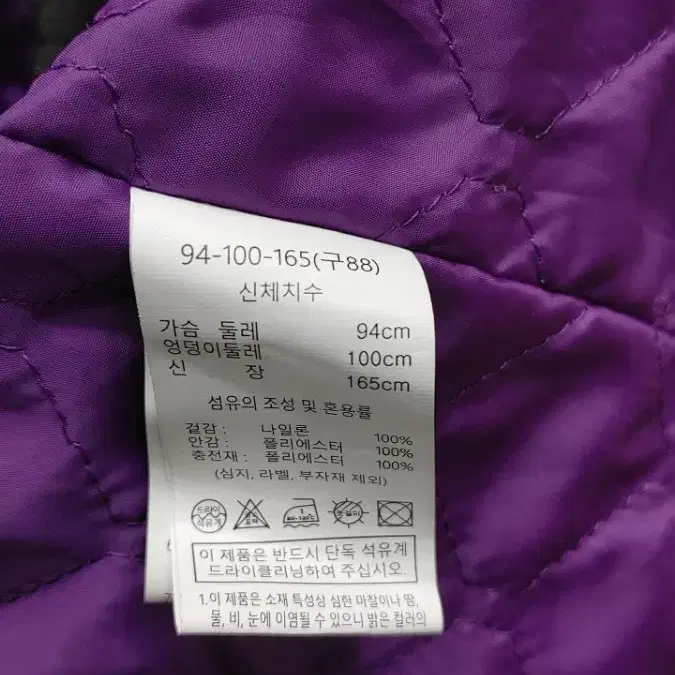 94-100-165(구88)
신체치수
가슴 둘레 94cm
엉덩이둘레 100cm
신 장 165cm
섬유의 조성 및 혼용률
겉감 : 나일론 100%
안감 : 폴리에스터 100%
충전재 : 폴리에스터 100%
(심지, 라벨, 부자재 제외)
드라이
석유계
이 제품은 반드시 단독 석유계
드라이클리닝하여 주십시오.
1.이 제품은 소재 특성상 심한 마찰이나 땀,
물, 비, 눈에 이염될 수 있으니 밝은 컬러의